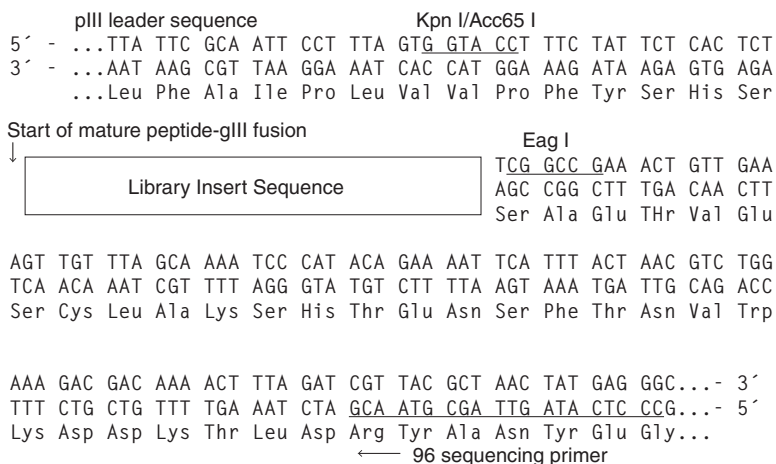 pIII leader sequence Kpn I/Acc65 I
5´ - ...TTA TTC GCA ATT CCT TTA GTG GTA CCT TTC TAT TCT CAC TCT
3´ - ...AAT AAG CGT TAA GGA AAT CAC CAT GGA AAG ATA AGA GTG AGA
...Leu Phe Ala Ile Pro Leu Val Val Pro Phe Tyr Ser His Ser
Start of mature peptide-gIII fusion
Eag I
TCG GCC GAA ACT GTT GAA
Library Insert Sequence
AGC CGG CTT TGA CAA CTT
Ser Ala Glu THr Val Glu
AGT TGT TTA GCA AAA TCC CAT ACA GAA AAT TCA TTT ACT AAC GTC TGG
TCA ACA AAT CGT TTT AGG GTA TGT CTT TTA AGT AAA TGA TTG CAG ACC
Ser Cys Leu Ala Lys Ser His Thr Glu Asn Ser Phe Thr Asn Val Trp
AAA GAC GAC AAA ACT TTA GAT CGT TAC GCT AAC TAT GAG GGC...- 3´
TTT CTG CTG TTT TGA AAT CTA GCA ATG CGA TTG ATA CTC CCG...- 5´
Lys Asp Asp Lys Thr Leu Asp Arg Tyr Ala Asn Tyr Glu Gly...
96 sequencing primer